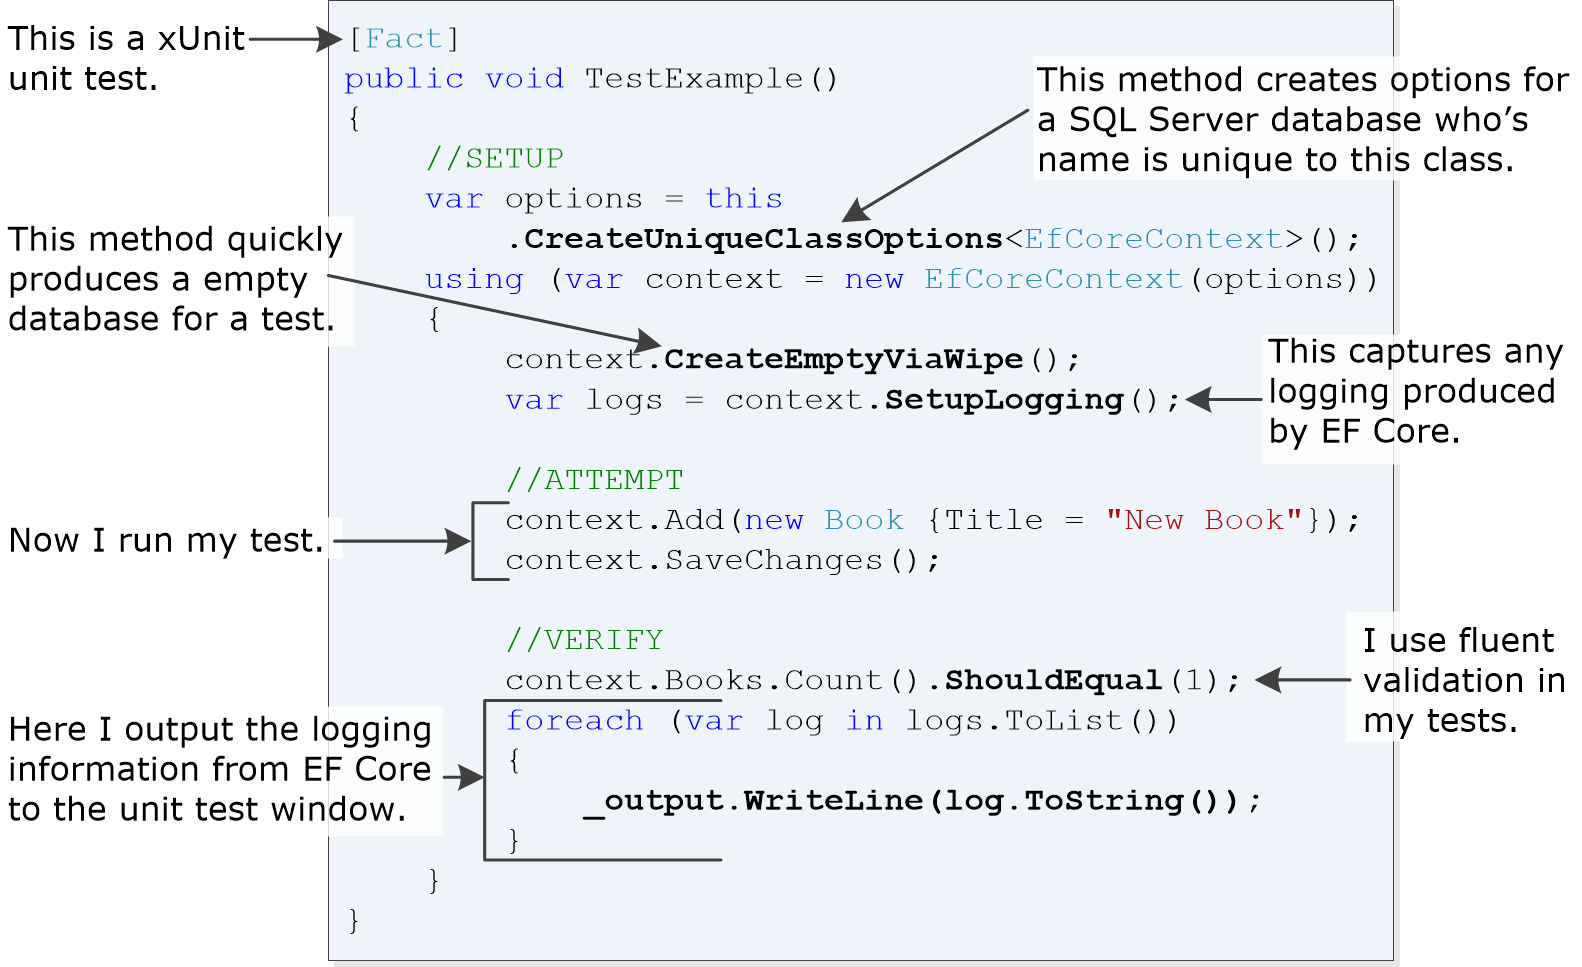 This is a xUnit
unit test.
[Fact]
public void TestExample()
{
This method creates options for
a SQL Server database who’s
name is unique to this class.
//SETUP
var options = this
.CreateUniqueClassOptions<EfCoreContext>();
using (var context = new EfCoreContext(options))
{
This method quickly
produces a empty
database for a test.
context.CreateEmptyViaWipe();
var logs = context.SetupLogging();
This captures any
logging produced
by EF Core.
//ATTEMPT
context.Add(new Book {Title = "New Book"});
context.SaveChanges();
Now I run my test.
//VERIFY
context.Books.Count().ShouldEqual(1);
I use fluent
validation in
my tests.
foreach (var log in logs.ToList())
{
_output.WriteLine(log.ToString());
}
Here I output the logging
information from EF Core
to the unit test window.
}
}